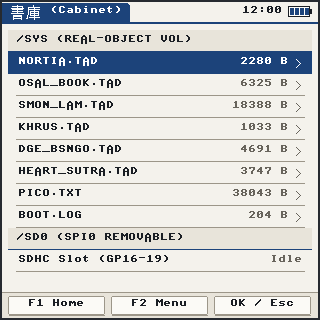 書庫 (Cabinet) 12:00
/SYS (REAL-OBJECT VOL)
NORTIA.TAD 2280 B
OSAL_BOOK.TAD 6325 B
SMON_LAM.TAD 18388 B
KHRUS.TAD 1033 B
DGE_BSNGO.TAD 4691 B
HEART_SUTRA.TAD 3747 B
PICO.TXT 38043 B
BOOT.LOG 204 B
/SD0 (SPI0 REMOVABLE)
SDHC Slot (GP16-19) Idle
F1 Home F2 Menu OK / Esc